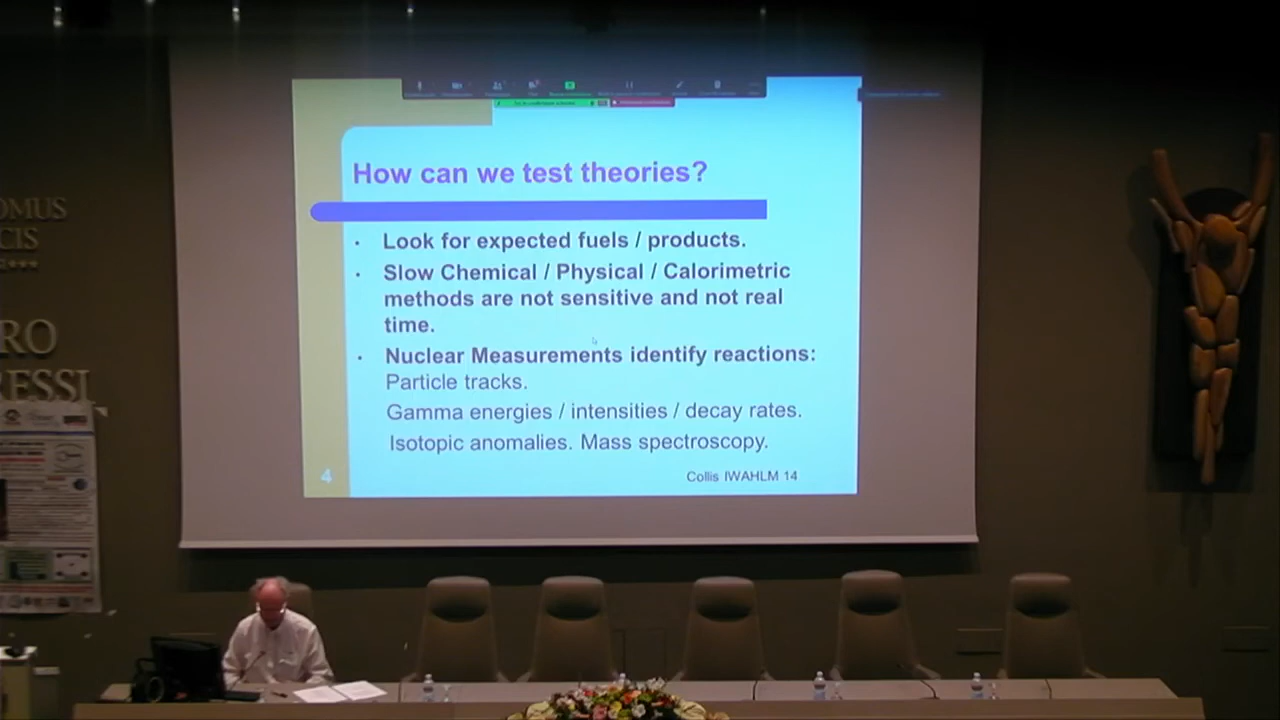 OMUS
CIS
RO
RESSI
How can we test theories?
• Look for expected fuels / products.
• Slow Chemical / Physical / Calorimetric
methods are not sensitive and not real
time.
• Nuclear Measurements identify reactions:
Particle tracks.
Gamma energies / intensities / decay rates.
Isotopic anomalies. Mass spectroscopy.
4
Collis IWAHLM 14